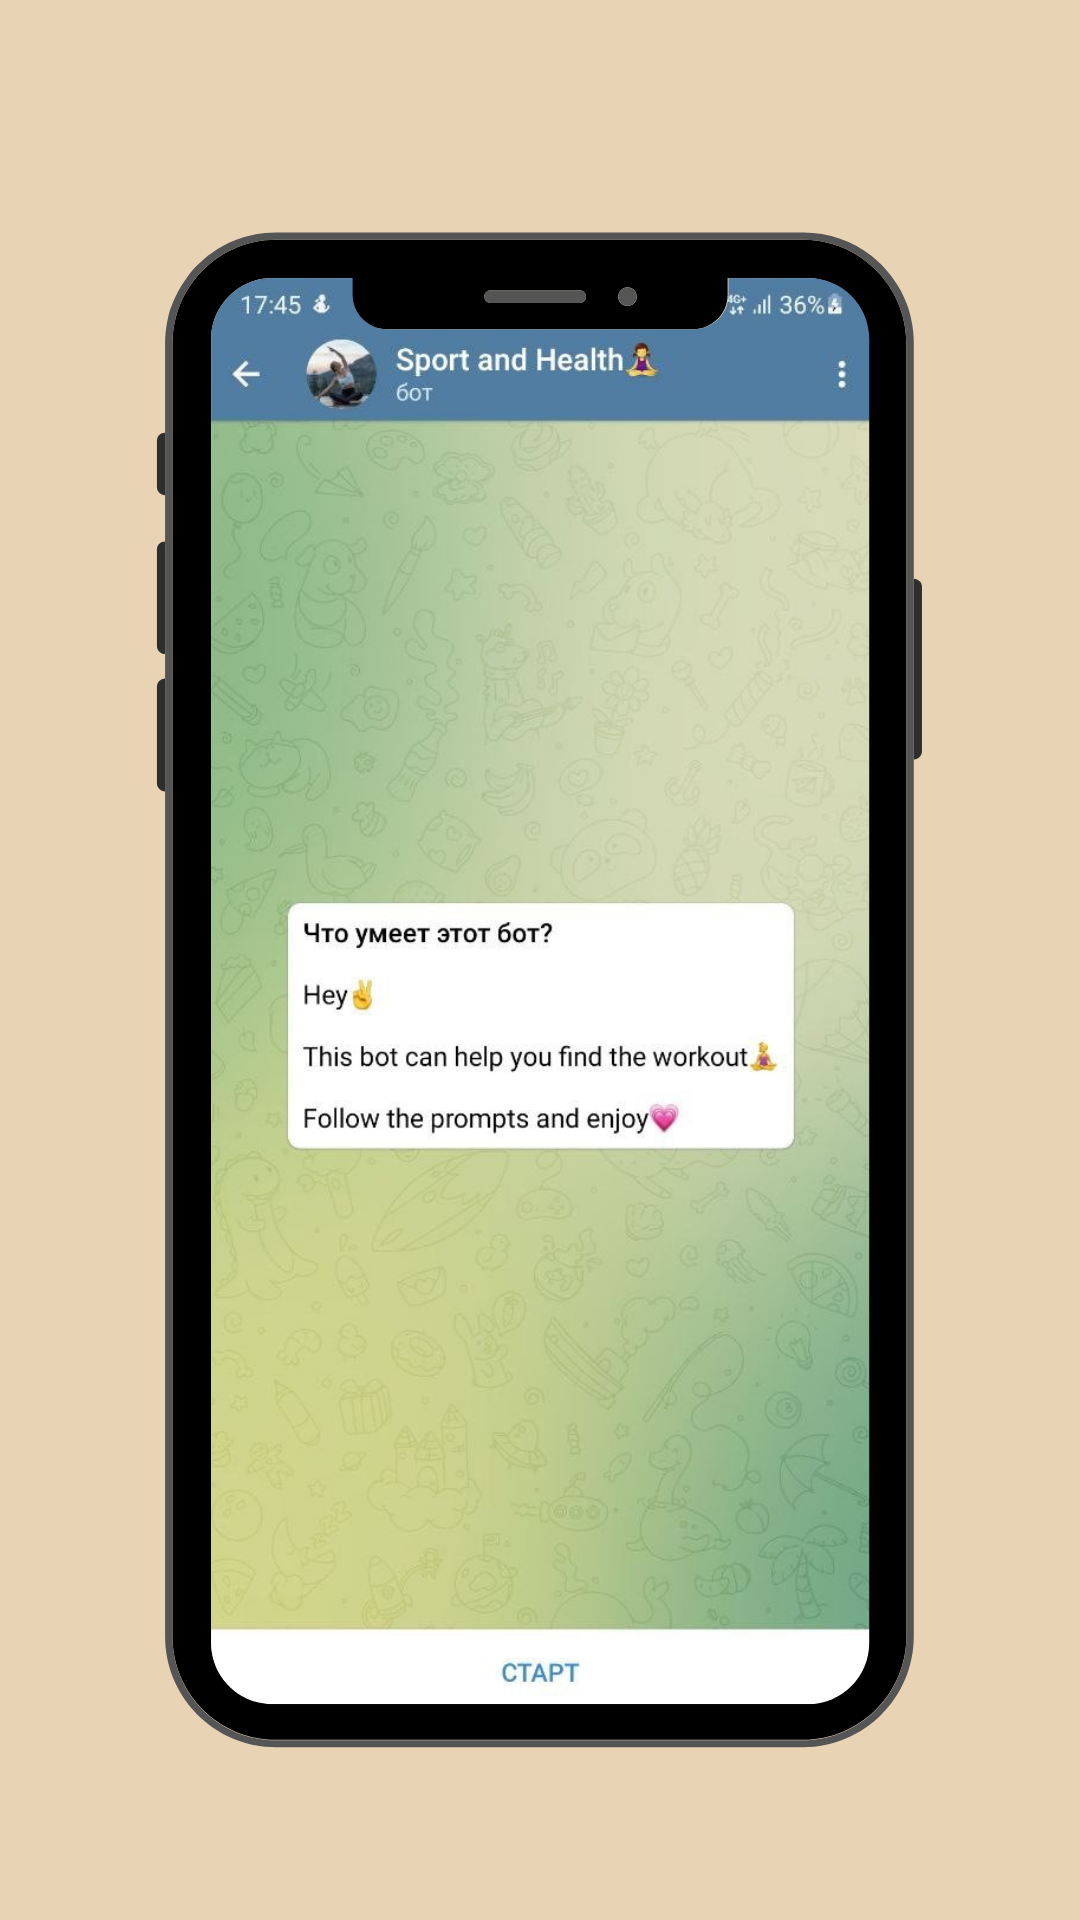 17:45 4G+ 36%
Sport and Health🧘‍♀️
бот
Что умеет этот бот?
Hey✌️
This bot can help you find the workout🧘‍♀️
Follow the prompts and enjoy💗
СТАРТ